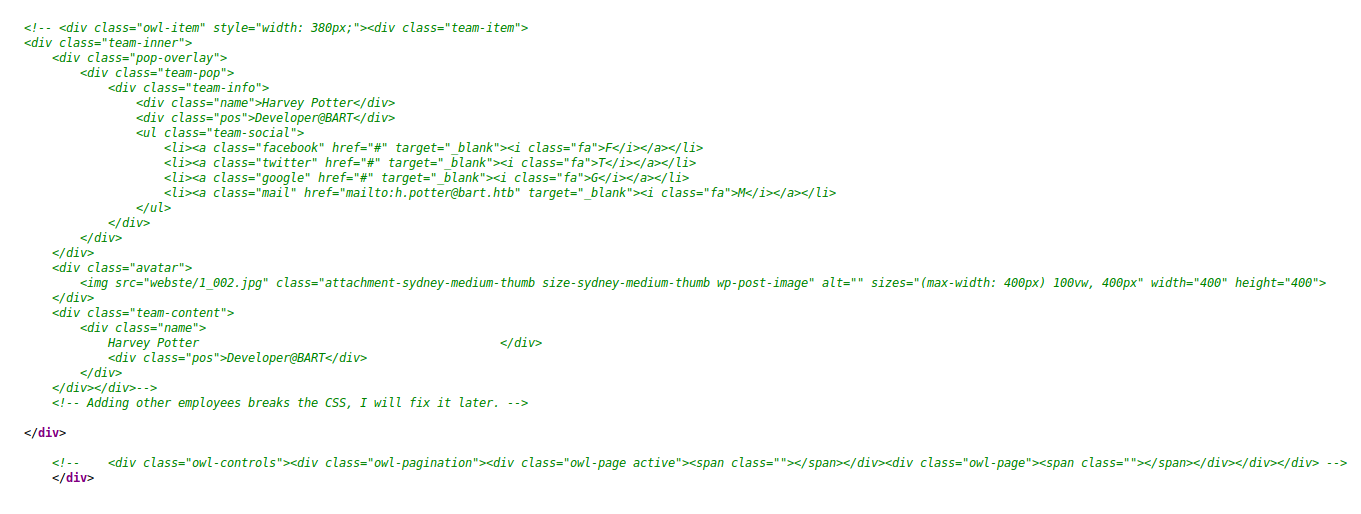 <!-- <div class="owl-item" style="width: 380px;"><div class="team-item">
<div class="team-inner">
<div class="pop-overlay">
<div class="team-pop">
<div class="team-info">
<div class="name">Harvey Potter</div>
<div class="pos">Developer@BART</div>
<ul class="team-social">
<li><a class="facebook" href="#" target="_blank"><i class="fa">F</i></a></li>
<li><a class="twitter" href="#" target="_blank"><i class="fa">T</i></a></li>
<li><a class="google" href="#" target="_blank"><i class="fa">G</i></a></li>
<li><a class="mail" href="mailto:h.potter@bart.htb" target="_blank"><i class="fa">M</i></a></li>
</ul>
</div>
</div>
</div>
<div class="avatar">
<img src="webste/1_002.jpg" class="attachment-sydney-medium-thumb size-sydney-medium-thumb wp-post-image" alt="" sizes="(max-width: 400px) 100vw, 400px" width="400" height="400">
</div>
<div class="team-content">
<div class="name">
Harvey Potter </div>
<div class="pos">Developer@BART</div>
</div>
</div></div>-->
<!-- Adding other employees breaks the CSS, I will fix it later. -->
</div>
<!-- <div class="owl-controls"><div class="owl-pagination"><div class="owl-page active"><span class=""></span></div><div class="owl-page"><span class=""></span></div></div></div> -->
</div>